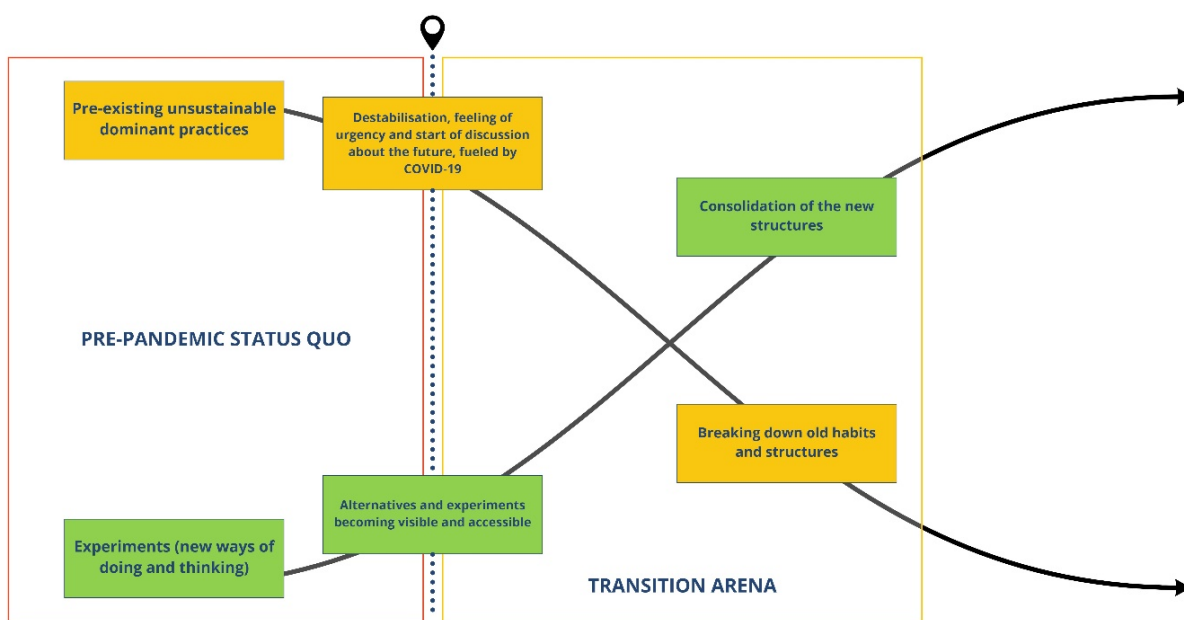 Pre-existing unsustainable
dominant practices
Destabilisation, feeling of
urgency and start of discussion
about the future, fueled by
COVID-19
Consolidation of the new
structures
PRE-PANDEMIC STATUS QUO
Breaking down old habits
and structures
Alternatives and experiments
becoming visible and accessible
Experiments (new ways of
doing and thinking)
TRANSITION ARENA